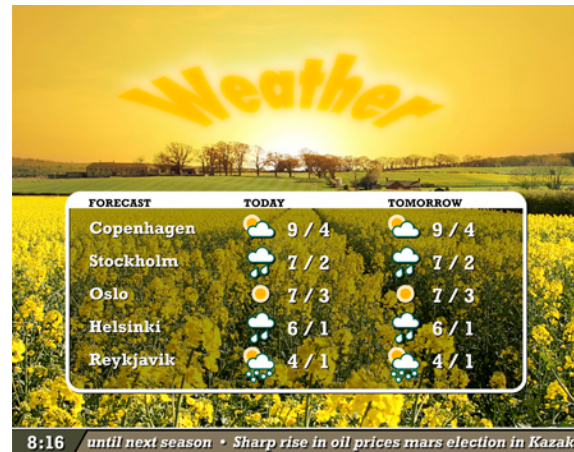 Weather
FORECAST TODAY TOMORROW
Copenhagen 9 / 4 9 / 4
Stockholm 7 / 2 7 / 2
Oslo 7 / 3 7 / 3
Helsinki 6 / 1 6 / 1
Reykjavik 4 / 1 4 / 1
8:16 until next season • Sharp rise in oil prices mars election in Kazak